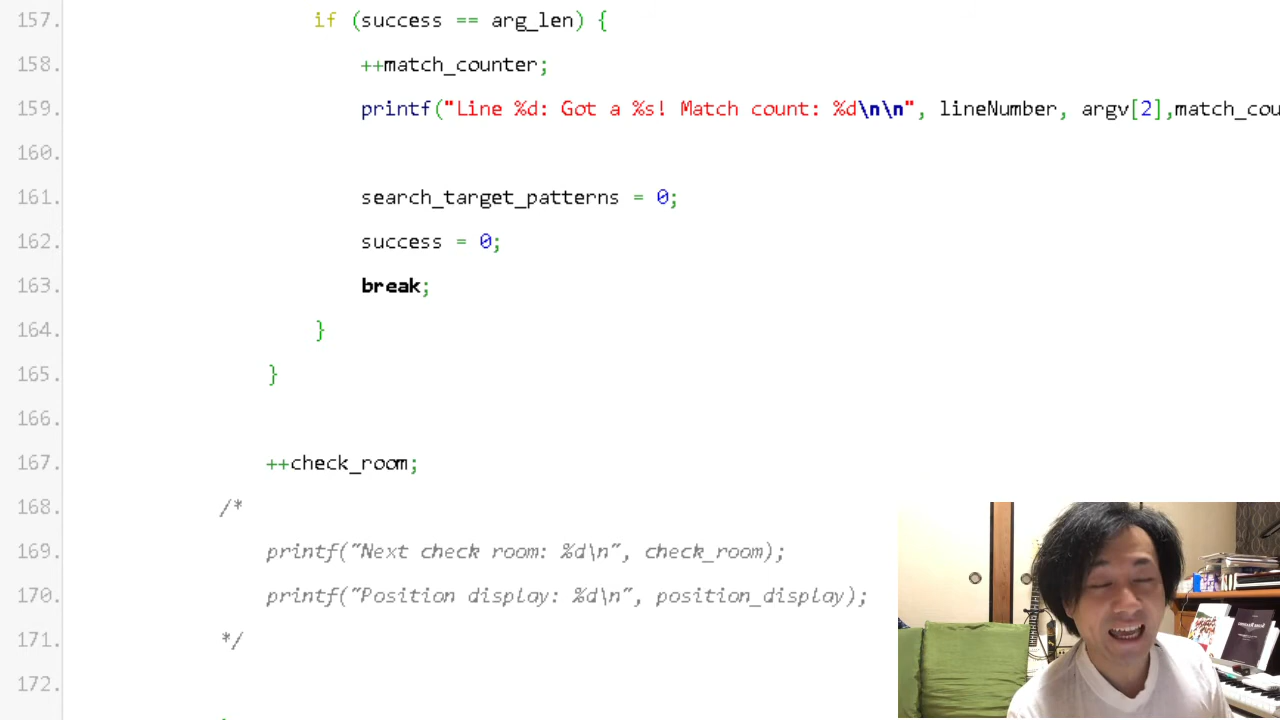 157. if (success == arg_len) {
158. ++match_counter;
159. printf("Line %d: Got a %s! Match count: %d\n\n", lineNumber, argv[2],match_cou
160.
161. search_target_patterns = 0;
162. success = 0;
163. break;
164. }
165. }
166.
167. ++check_room;
168. /*
169. printf("Next check room: %d\n", check_room);
170. printf("Position display: %d\n", position_display);
171. */
172.